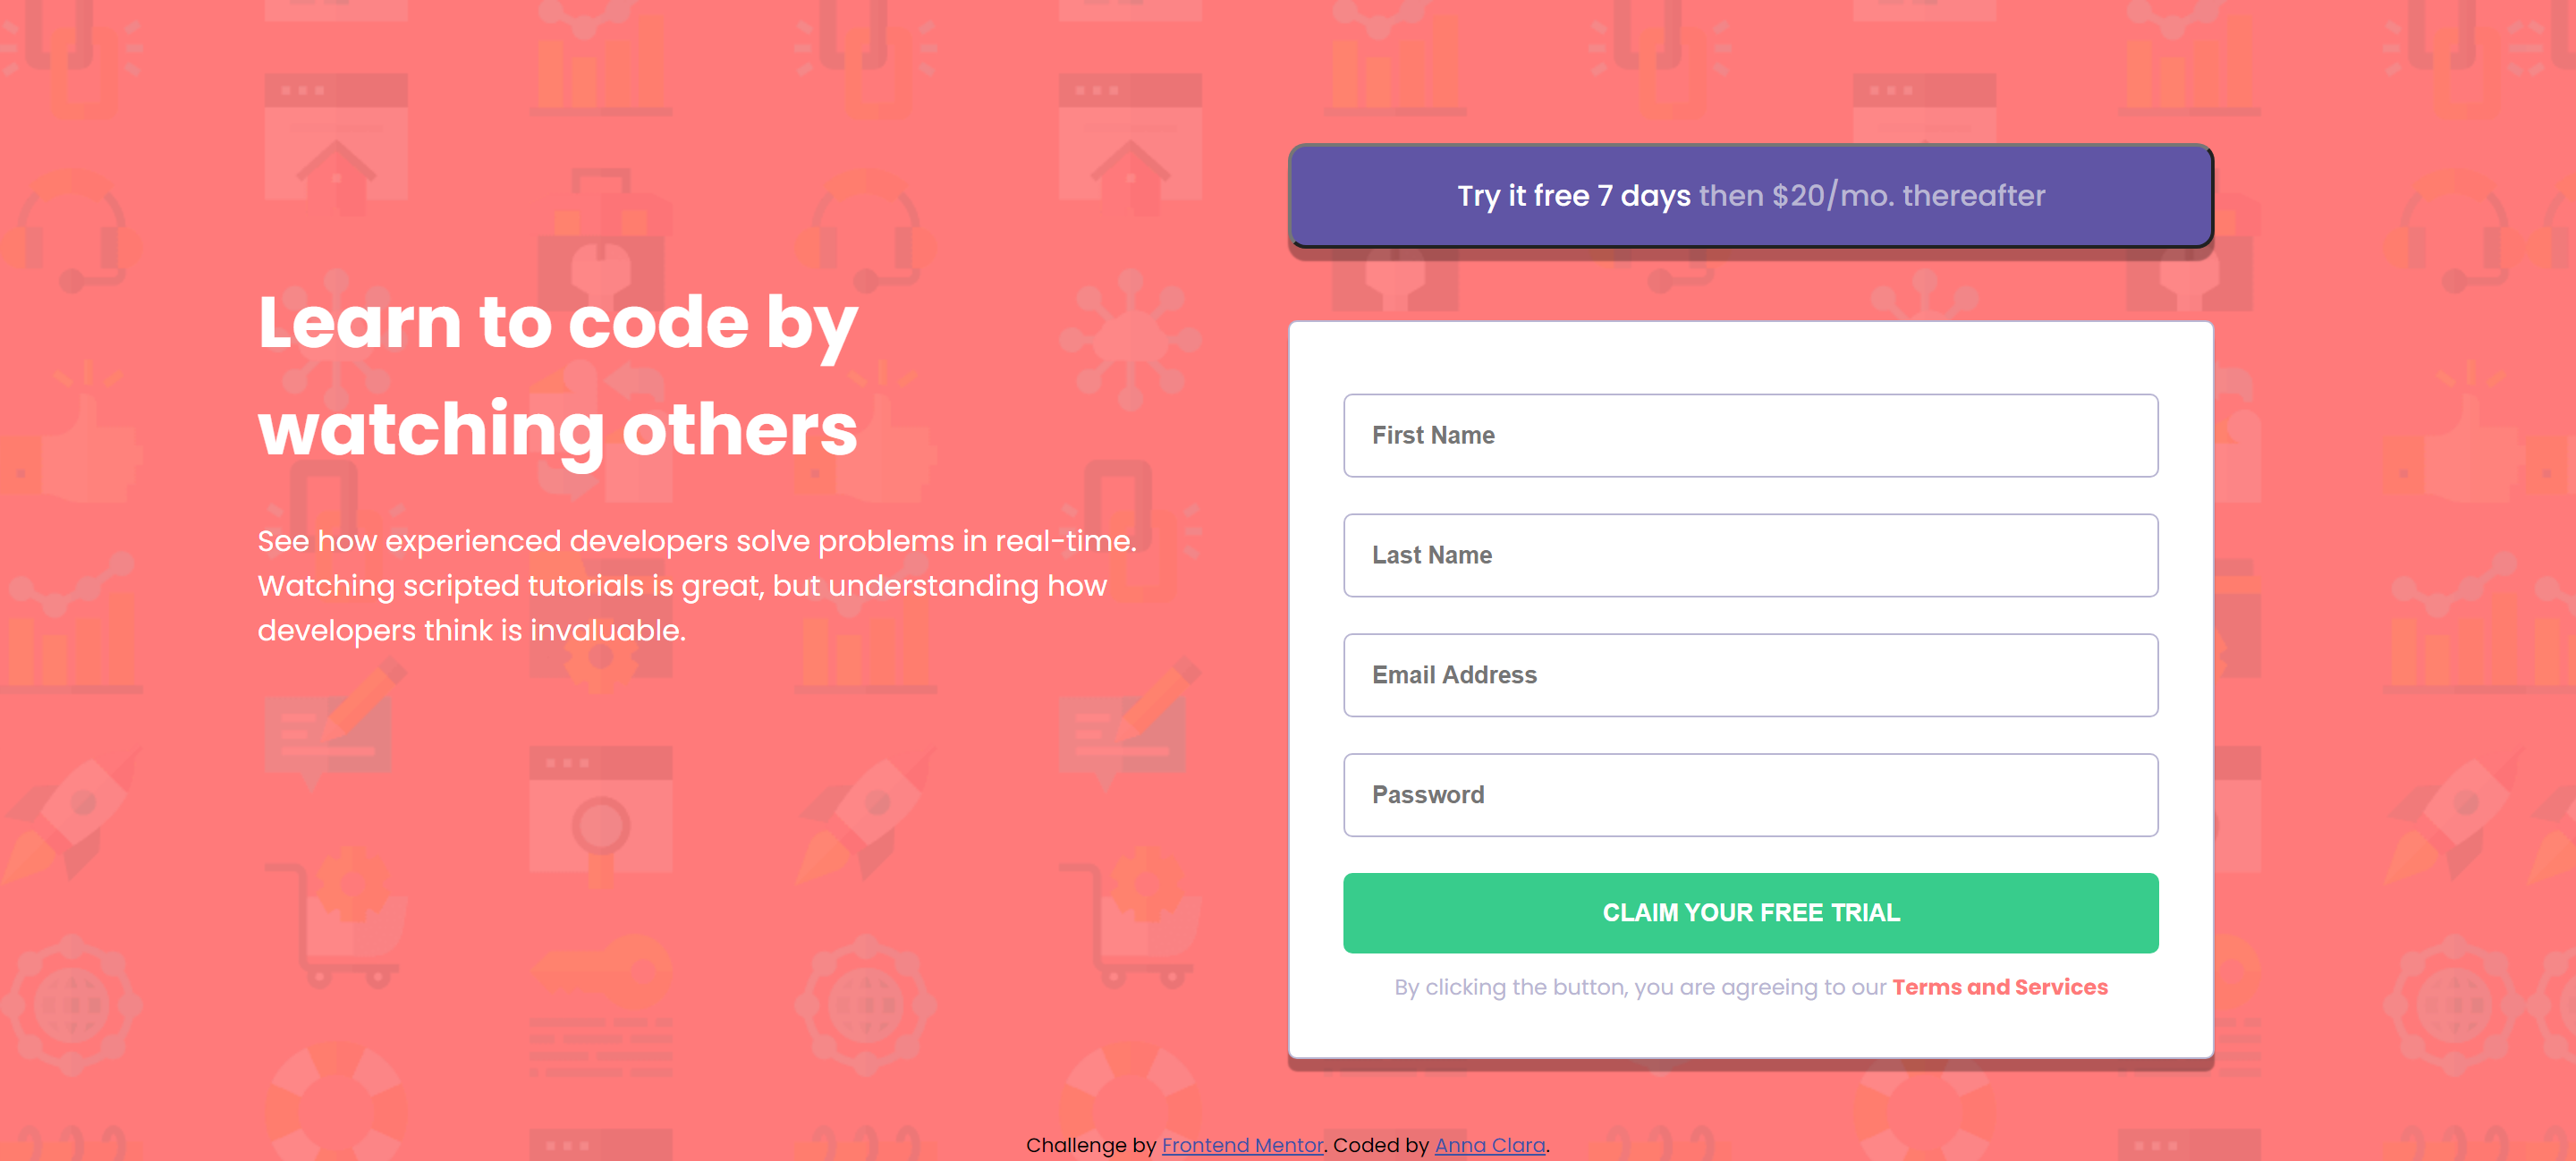 Learn to code by
watching others
See how experienced developers solve problems in real-time.
Watching scripted tutorials is great, but understanding how
developers think is invaluable.
Try it free 7 days then $20/mo. thereafter
First Name
Last Name
Email Address
Password
CLAIM YOUR FREE TRIAL
By clicking the button, you are agreeing to our Terms and Services
Challenge by Frontend Mentor. Coded by Anna Clara.